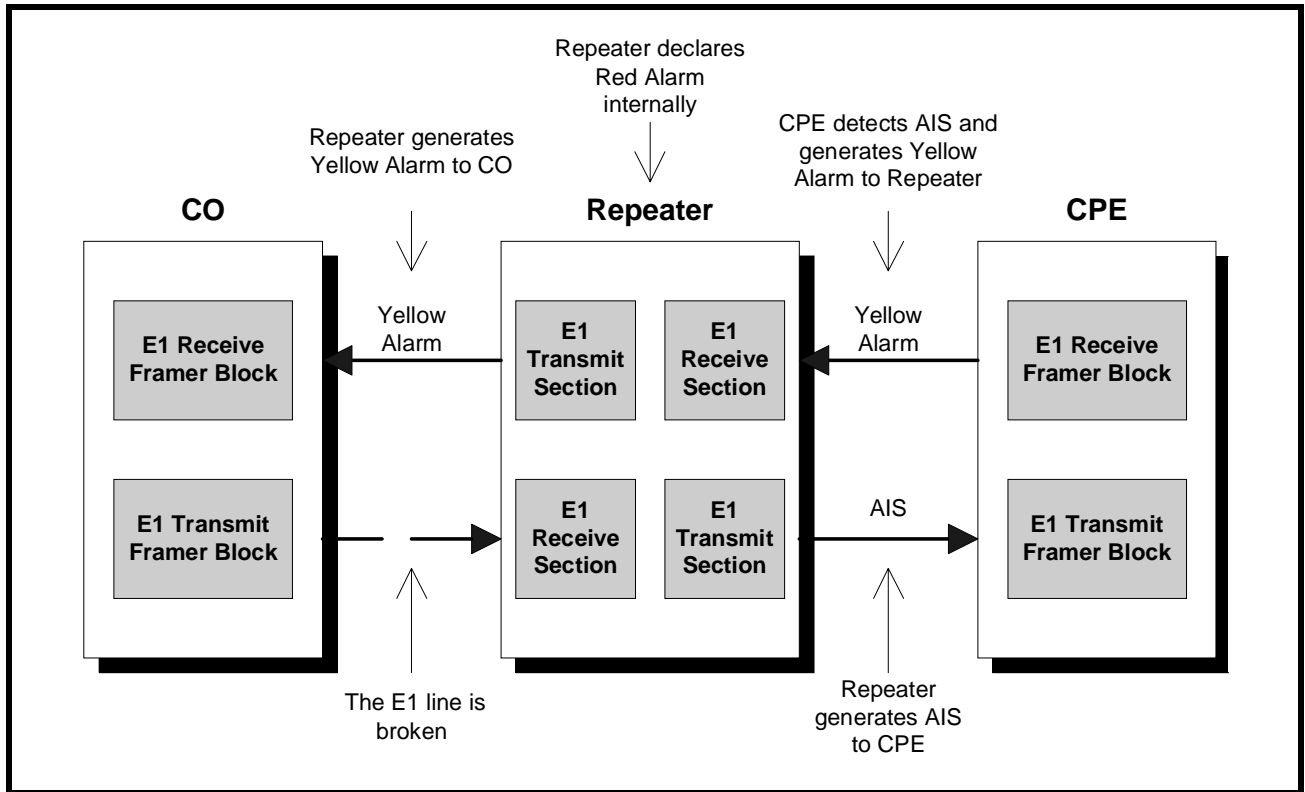 Repeater declares
Red Alarm
internally
Repeater generates
Yellow Alarm to CO
CPE detects AIS and
generates Yellow
Alarm to Repeater
CO
Repeater
CPE
E1 Receive
Framer Block
Yellow
Alarm
E1
Transmit
Section
E1
Receive
Section
Yellow
Alarm
E1 Receive
Framer Block
E1 Transmit
Framer Block
E1
Receive
Section
E1
Transmit
Section
AIS
E1 Transmit
Framer Block
The E1 line is
broken
Repeater
generates AIS
to CPE